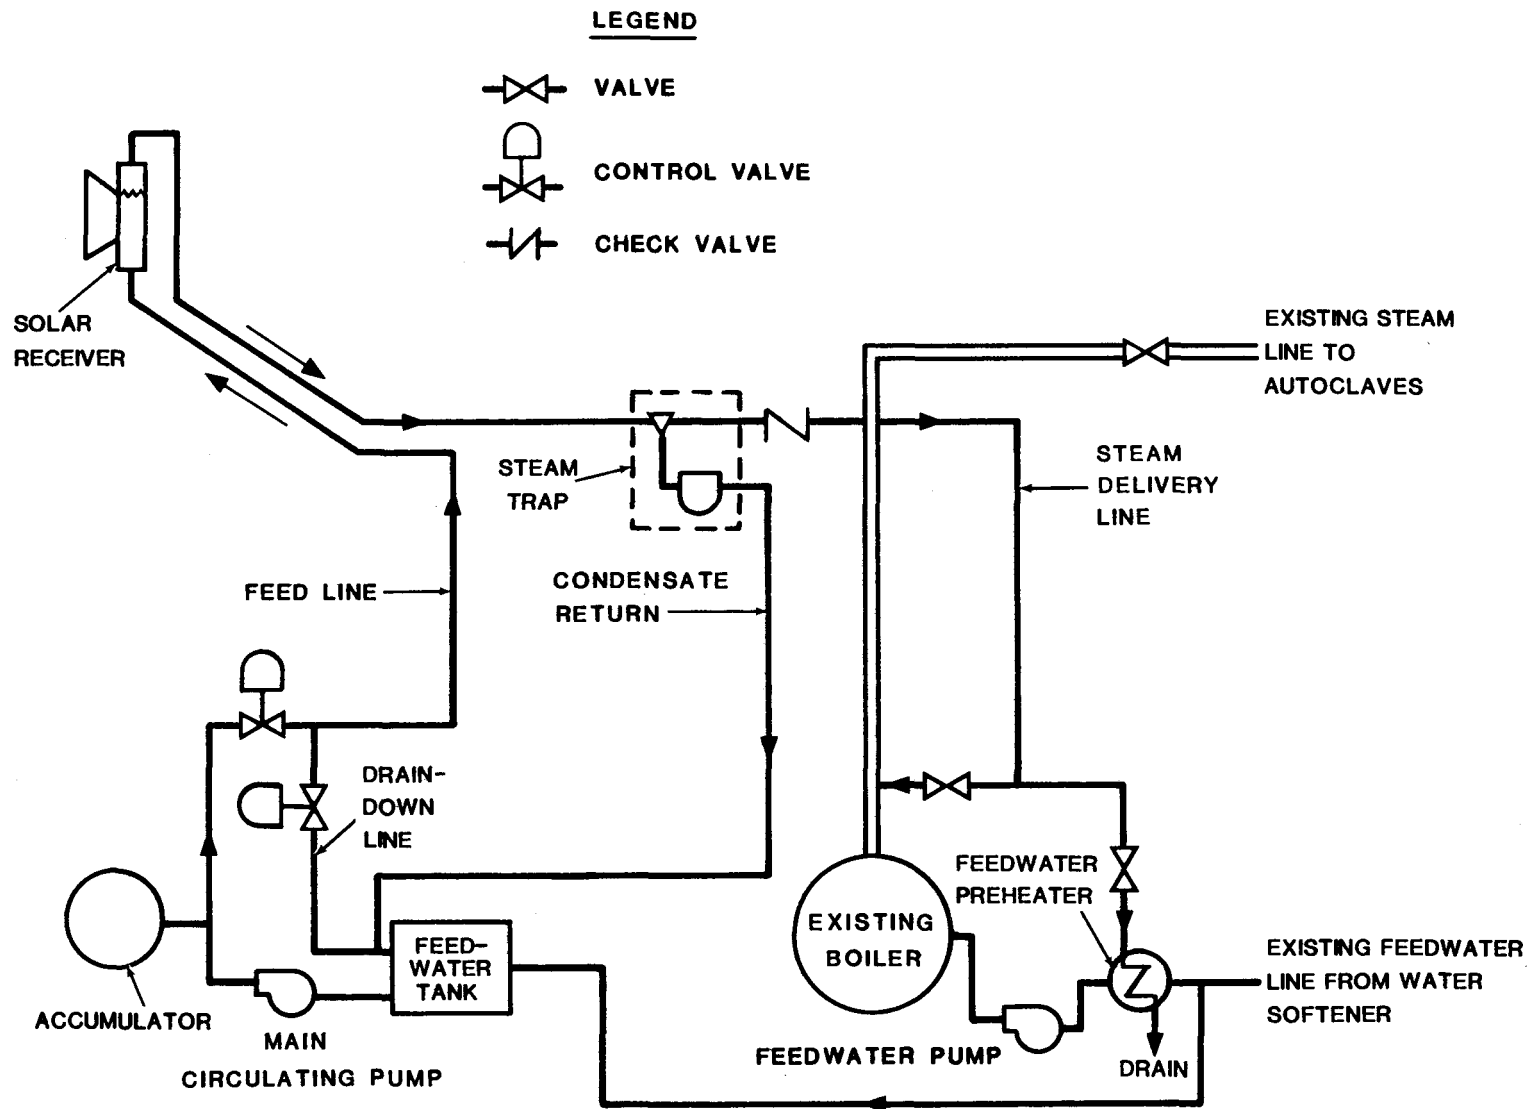 LEGEND
VALVE
CONTROL VALVE
CHECK VALVE
SOLAR
RECEIVER
EXISTING STEAM
LINE TO
AUTOCLAVES
STEAM
TRAP
STEAM
DELIVERY
LINE
FEED LINE
CONDENSATE
RETURN
DRAIN-
DOWN
LINE
FEEDWATER
PREHEATER
EXISTING
BOILER
FEED-
WATER
TANK
EXISTING FEEDWATER
LINE FROM WATER
SOFTENER
ACCUMULATOR
MAIN
CIRCULATING PUMP
FEEDWATER PUMP
DRAIN